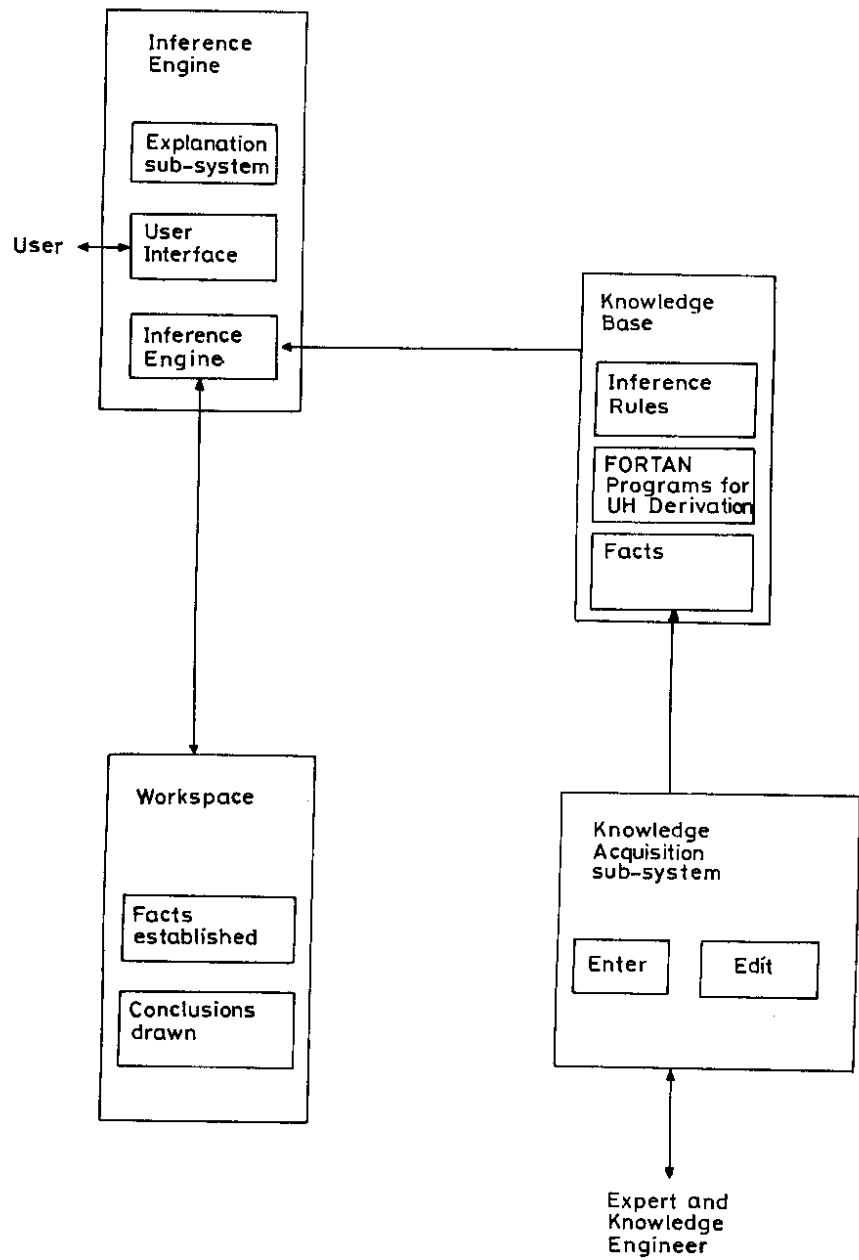 Inference
Engine
Explanation
sub-system
User
User
Interface
Inference
Engine
Knowledge
Base
Inference
Rules
FORTAN
Programs for
UH Derivation
Facts
Workspace
Facts
established
Conclusions
drawn
Knowledge
Acquisition
sub-system
Enter
Edit
Expert and
Knowledge
Engineer